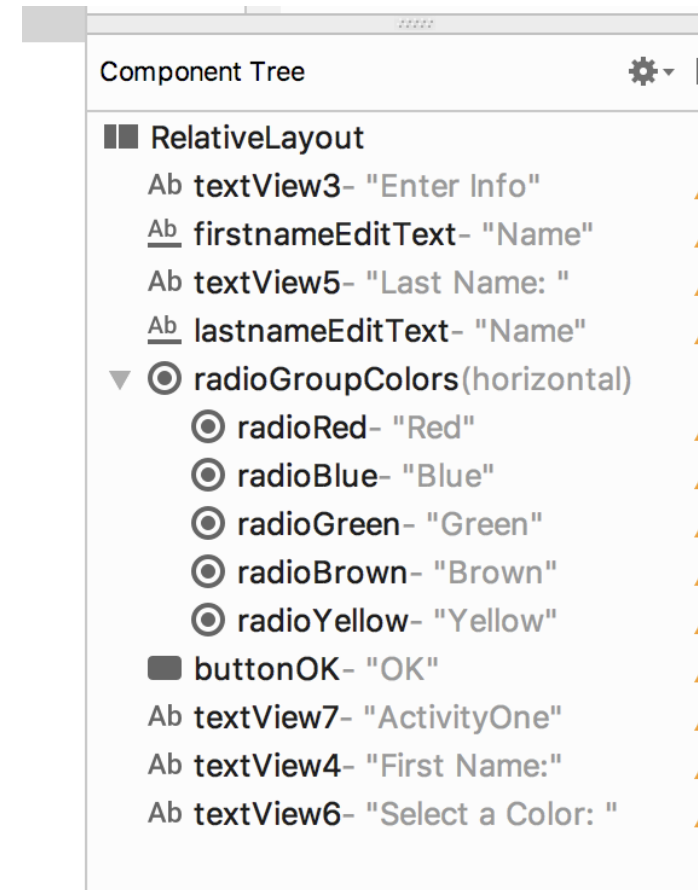 Component Tree
RelativeLayout
Ab textView3- "Enter Info"
Ab firstnameEditText- "Name"
Ab textView5- "Last Name: "
Ab lastnameEditText- "Name"
radioGroupColors(horizontal)
radioRed- "Red"
radioBlue- "Blue"
radioGreen- "Green"
radioBrown- "Brown"
radioYellow- "Yellow"
buttonOK- "OK"
Ab textView7- "ActivityOne"
Ab textView4- "First Name:"
Ab textView6- "Select a Color: "